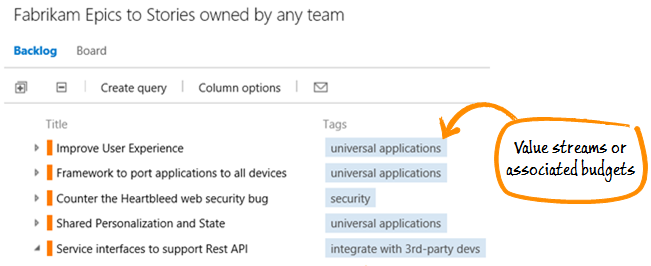 Fabrikam Epics to Stories owned by any team
Backlog Board
Create query Column options
Title Tags
Improve User Experience universal applications
Framework to port applications to all devices universal applications
Counter the Heartbleed web security bug security
Shared Personalization and State universal applications
Service interfaces to support Rest API integrate with 3rd-party devs
Value streams or
associated budgets